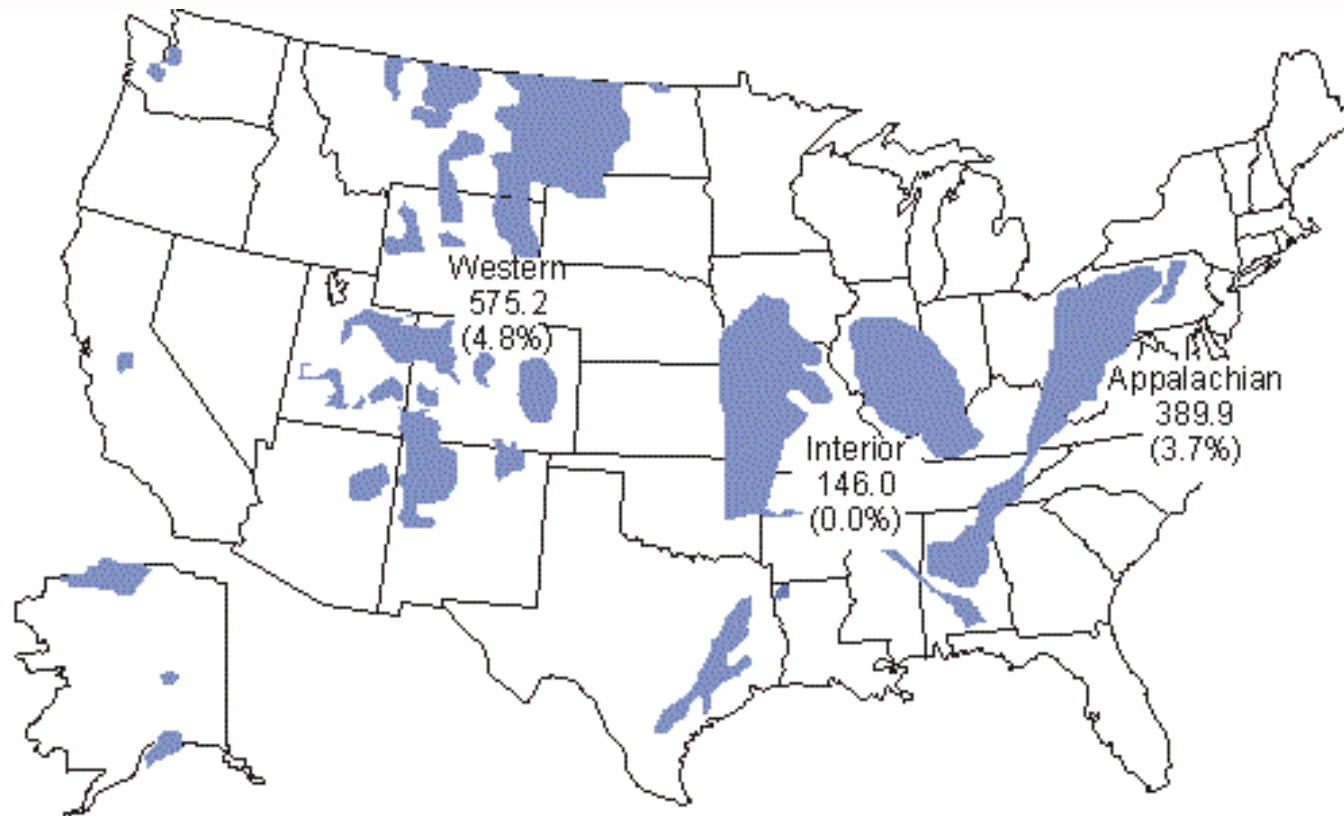 Western
575.2
(4.8%)
Appalachian
389.9
(3.7%)
Interior
146.0
(0.0%)